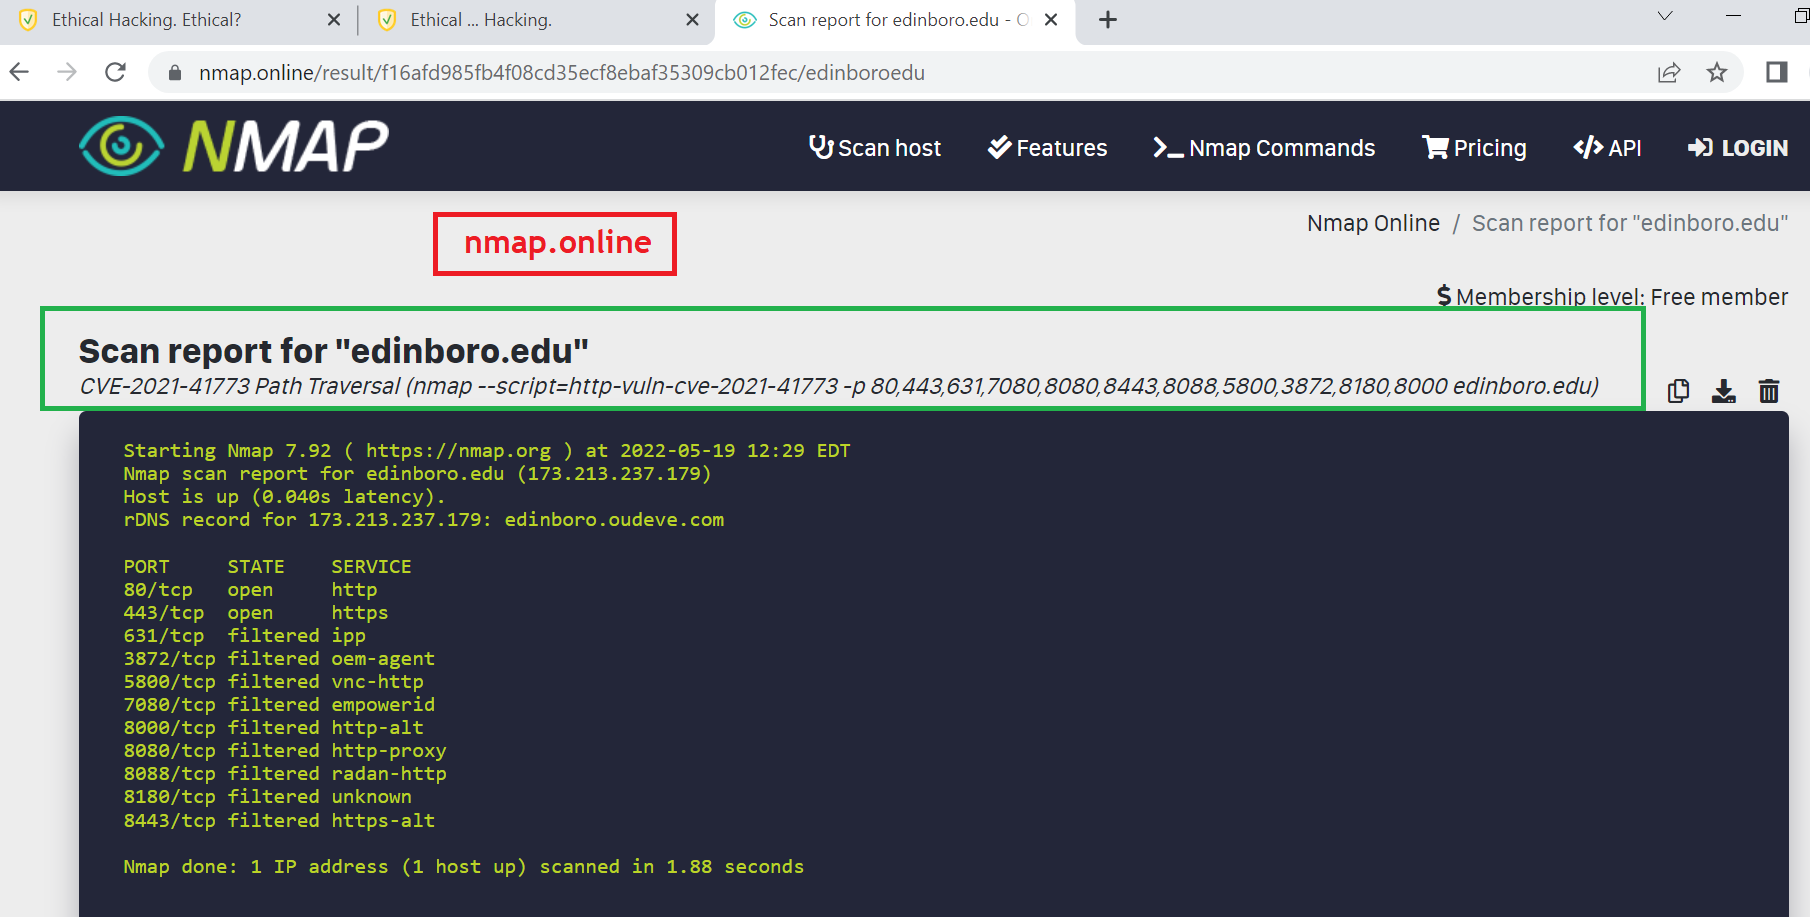 Ethical Hacking. Ethical?
Ethical ... Hacking.
Scan report for edinboro.edu - O
nmap.online/result/f16afd985fb4f08cd35ecf8ebaf35309cb012fec/edinboroedu
NMAP
Scan host
Features
Nmap Commands
Pricing
API
LOGIN
nmap.online
Nmap Online / Scan report for "edinboro.edu"
$ Membership level: Free member
Scan report for "edinboro.edu"
CVE-2021-41773 Path Traversal (nmap --script=http-vuln-cve-2021-41773 -p 80,443,631,7080,8080,8443,8088,5800,3872,8180,8000 edinboro.edu)
Starting Nmap 7.92 ( https://nmap.org ) at 2022-05-19 12:29 EDT
Nmap scan report for edinboro.edu (173.213.237.179)
Host is up (0.040s latency).
rDNS record for 173.213.237.179: edinboro.oudeve.com
PORT STATE SERVICE
80/tcp open http
443/tcp open https
631/tcp filtered ipp
3872/tcp filtered oem-agent
5800/tcp filtered vnc-http
7080/tcp filtered empowerid
8000/tcp filtered http-alt
8080/tcp filtered http-proxy
8088/tcp filtered radan-http
8180/tcp filtered unknown
8443/tcp filtered https-alt
Nmap done: 1 IP address (1 host up) scanned in 1.88 seconds